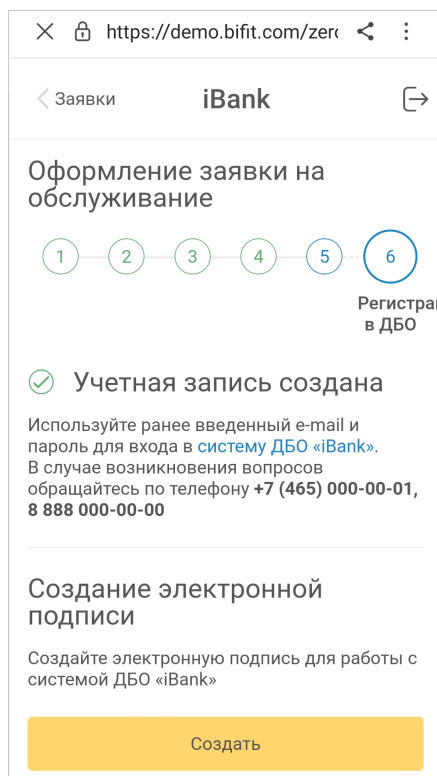 https://demo.bifit.com/zero
Заявки
iBank
Оформление заявки на
обслуживание
1 2 3 4 5 6
Регистра
в ДБО
Учетная запись создана
Используйте ранее введенный e-mail и
пароль для входа в систему ДБО «iBank».
В случае возникновения вопросов
обращайтесь по телефону +7 (465) 000-00-01,
8 888 000-00-00
Создание электронной
подписи
Создайте электронную подпись для работы с
системой ДБО «iBank»
Создать